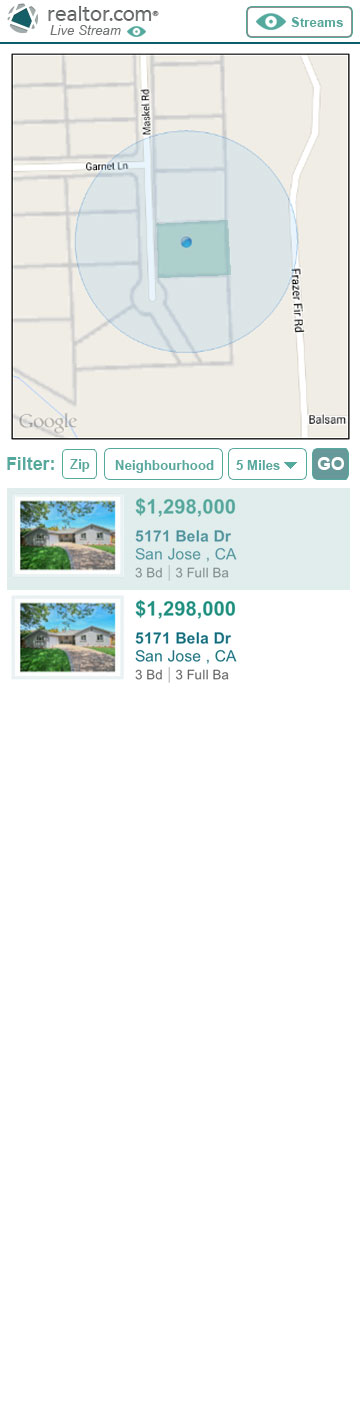 realtor.com®
Live Stream
Streams
Maskel Rd
Garnet Ln
Frazer Fir Rd
Google
Balsam
Filter: Zip Neighbourhood 5 Miles GO
$1,298,000
5171 Bela Dr
San Jose , CA
3 Bd | 3 Full Ba
$1,298,000
5171 Bela Dr
San Jose , CA
3 Bd | 3 Full Ba